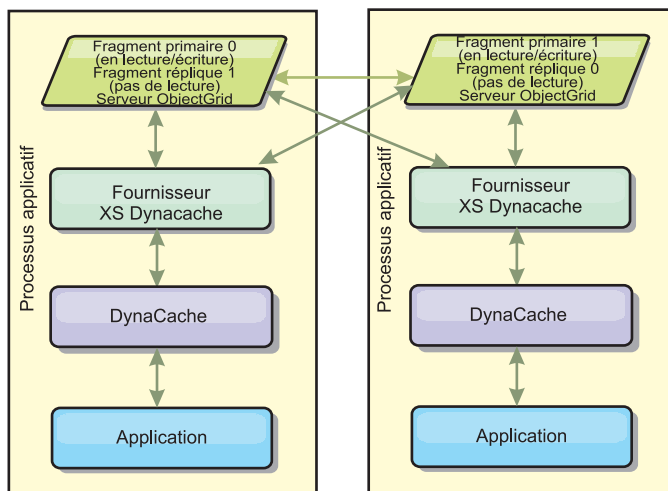 Fragment primaire 0
(en lecture/écriture)
Fragment réplique 1
(pas de lecture)
Serveur ObjectGrid
Processus applicatif
Fournisseur
XS Dynacache
DynaCache
Application
Fragment primaire 1
(en lecture/écriture)
Fragment réplique 0
(pas de lecture)
Serveur ObjectGrid
Processus applicatif
Fournisseur
XS Dynacache
DynaCache
Application